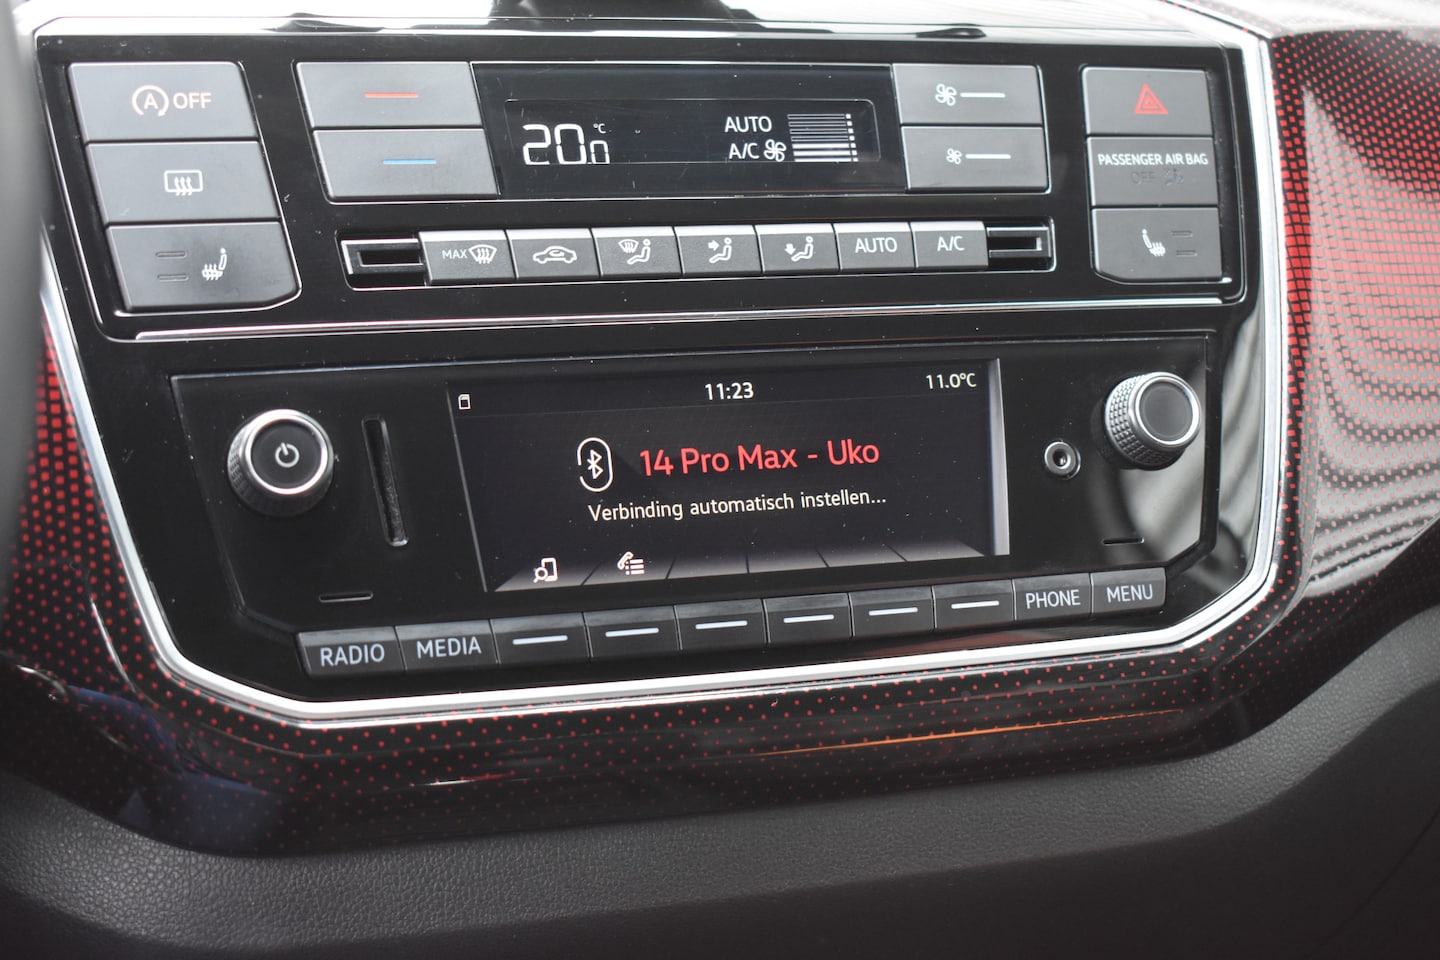 A OFF
20.0 °C
AUTO
A/C
PASSENGER AIR BAG
OFF
MAX
AUTO
A/C
11:23
11.0°C
14 Pro Max - Uko
Verbinding automatisch instellen...
RADIO
MEDIA
PHONE
MENU